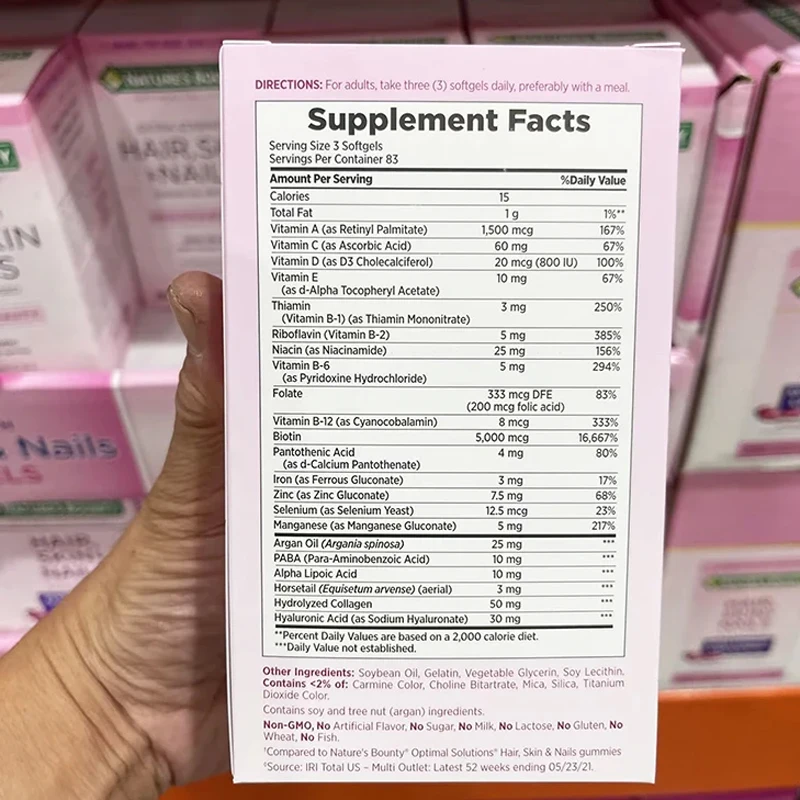 DIRECTIONS: For adults, take three (3) softgels daily, preferably with a meal.
Supplement Facts
Serving Size 3 Softgels
Servings Per Container 83
Amount Per Serving %Daily Value
Calories 15
Total Fat 1 g 1%**
Vitamin A (as Retinyl Palmitate) 1,500 mcg 167%
Vitamin C (as Ascorbic Acid) 60 mg 67%
Vitamin D (as D3 Cholecalciferol) 20 mcg (800 IU) 100%
Vitamin E 10 mg 67%
(as d-Alpha Tocopheryl Acetate)
Thiamin 3 mg 250%
(Vitamin B-1) (as Thiamin Mononitrate)
Riboflavin (Vitamin B-2) 5 mg 385%
Niacin (as Niacinamide) 25 mg 156%
Vitamin B-6 5 mg 294%
(as Pyridoxine Hydrochloride)
Folate 333 mcg DFE 83%
(200 mcg folic acid)
Vitamin B-12 (as Cyanocobalamin) 8 mcg 333%
Biotin 5,000 mcg 16,667%
Pantothenic Acid 4 mg 80%
(as d-Calcium Pantothenate)
Iron (as Ferrous Gluconate) 3 mg 17%
Zinc (as Zinc Gluconate) 7.5 mg 68%
Selenium (as Selenium Yeast) 12.5 mcg 23%
Manganese (as Manganese Gluconate) 5 mg 217%
Argan Oil (Argania spinosa) 25 mg ***
PABA (Para-Aminobenzoic Acid) 10 mg ***
Alpha Lipoic Acid 10 mg ***
Horsetail (Equisetum arvense) (aerial) 3 mg ***
Hydrolyzed Collagen 50 mg ***
Hyaluronic Acid (as Sodium Hyaluronate) 30 mg ***
**Percent Daily Values are based on a 2,000 calorie diet.
***Daily Value not established.
Other Ingredients: Soybean Oil, Gelatin, Vegetable Glycerin, Soy Lecithin.
Contains <2% of: Carmine Color, Choline Bitartrate, Mica, Silica, Titanium
Dioxide Color.
Contains soy and tree nut (argan) ingredients.
Non-GMO, No Artificial Flavor, No Sugar, No Milk, No Lactose, No Gluten, No
Wheat, No Fish.
†Compared to Nature's Bounty® Optimal Solutions® Hair, Skin & Nails gummies
◊Source: IRI Total US – Multi Outlet: Latest 52 weeks ending 05/23/21.
NATURE'S BOU
HAIR, S
& NAIL
& Nails
HAIR,
SKIN
NAIL